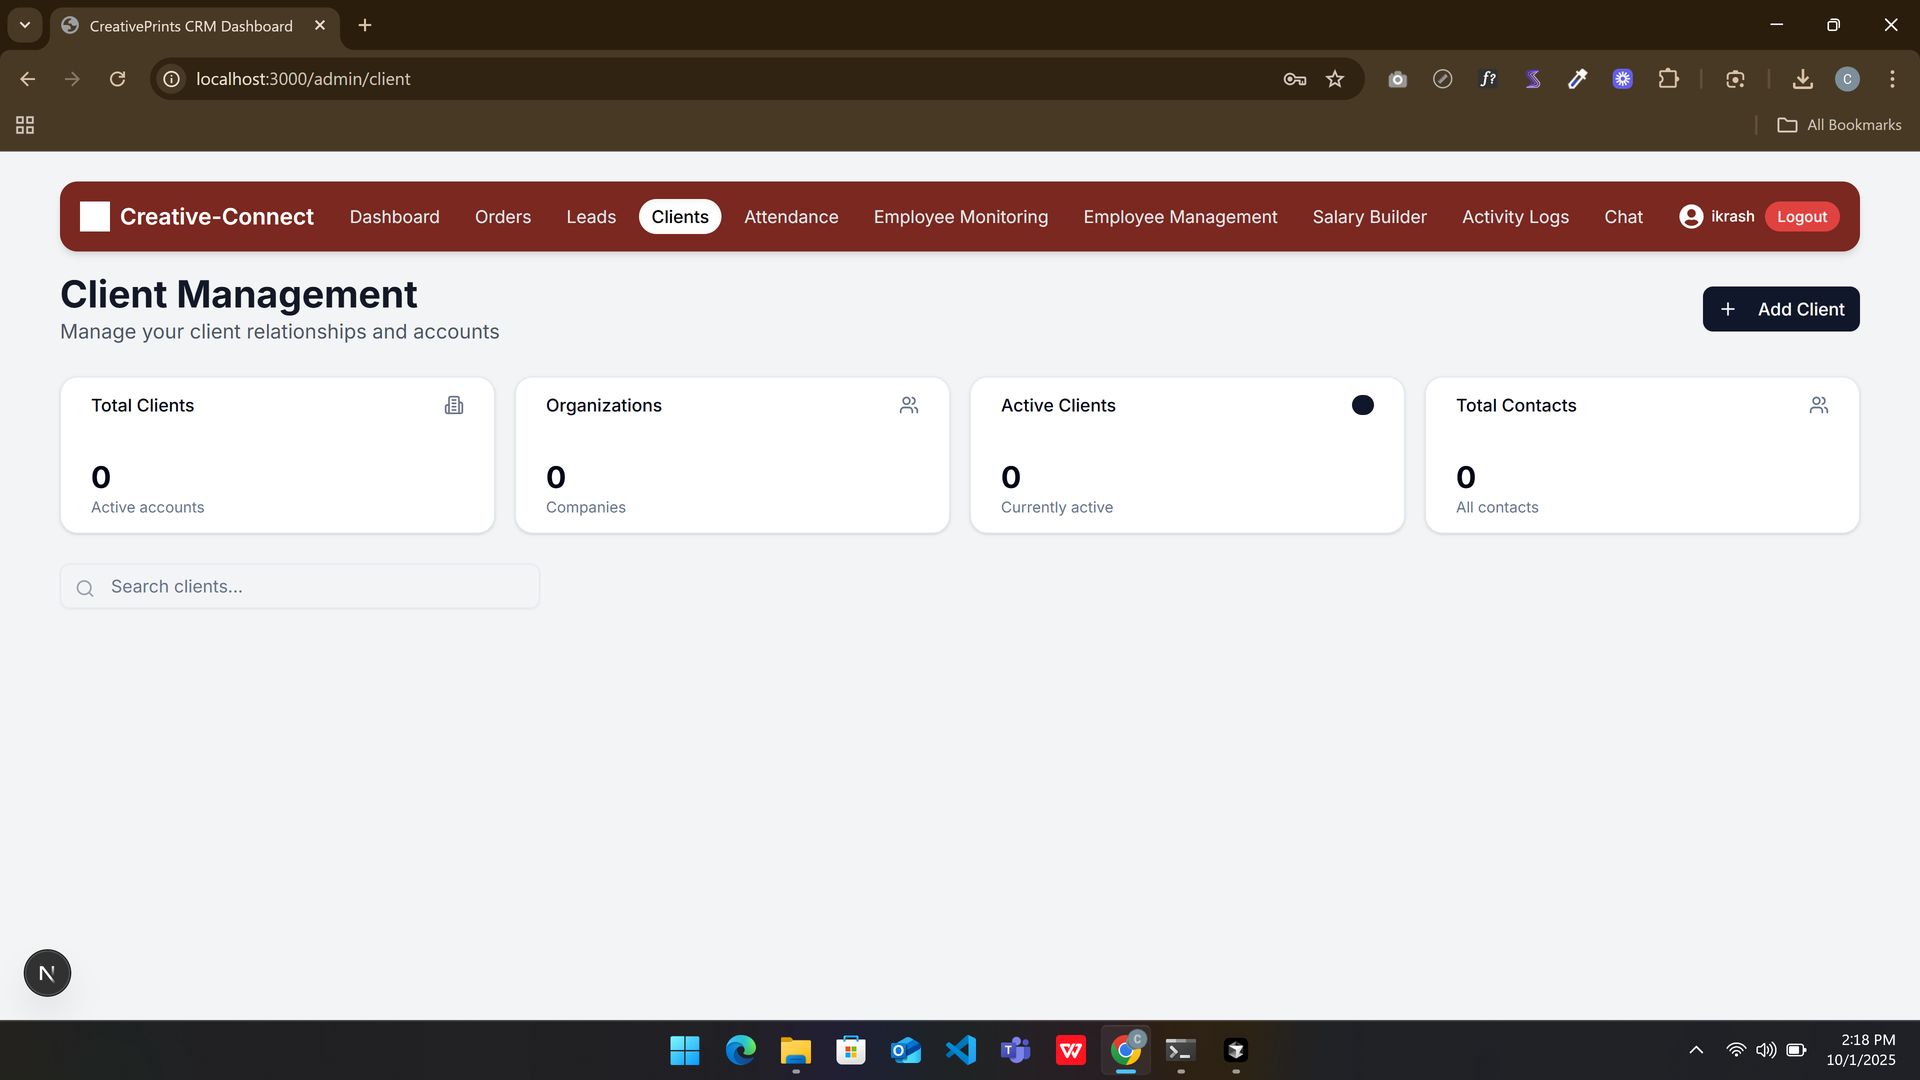 CreativePrints CRM Dashboard
localhost:3000/admin/client
f?
C
All Bookmarks
Creative-Connect
Dashboard
Orders
Leads
Clients
Attendance
Employee Monitoring
Employee Management
Salary Builder
Activity Logs
Chat
ikrash
Logout
Client Management
Manage your client relationships and accounts
+ Add Client
Total Clients
0
Active accounts
Organizations
0
Companies
Active Clients
0
Currently active
Total Contacts
0
All contacts
Search clients...
N
C
2:18 PM
10/1/2025